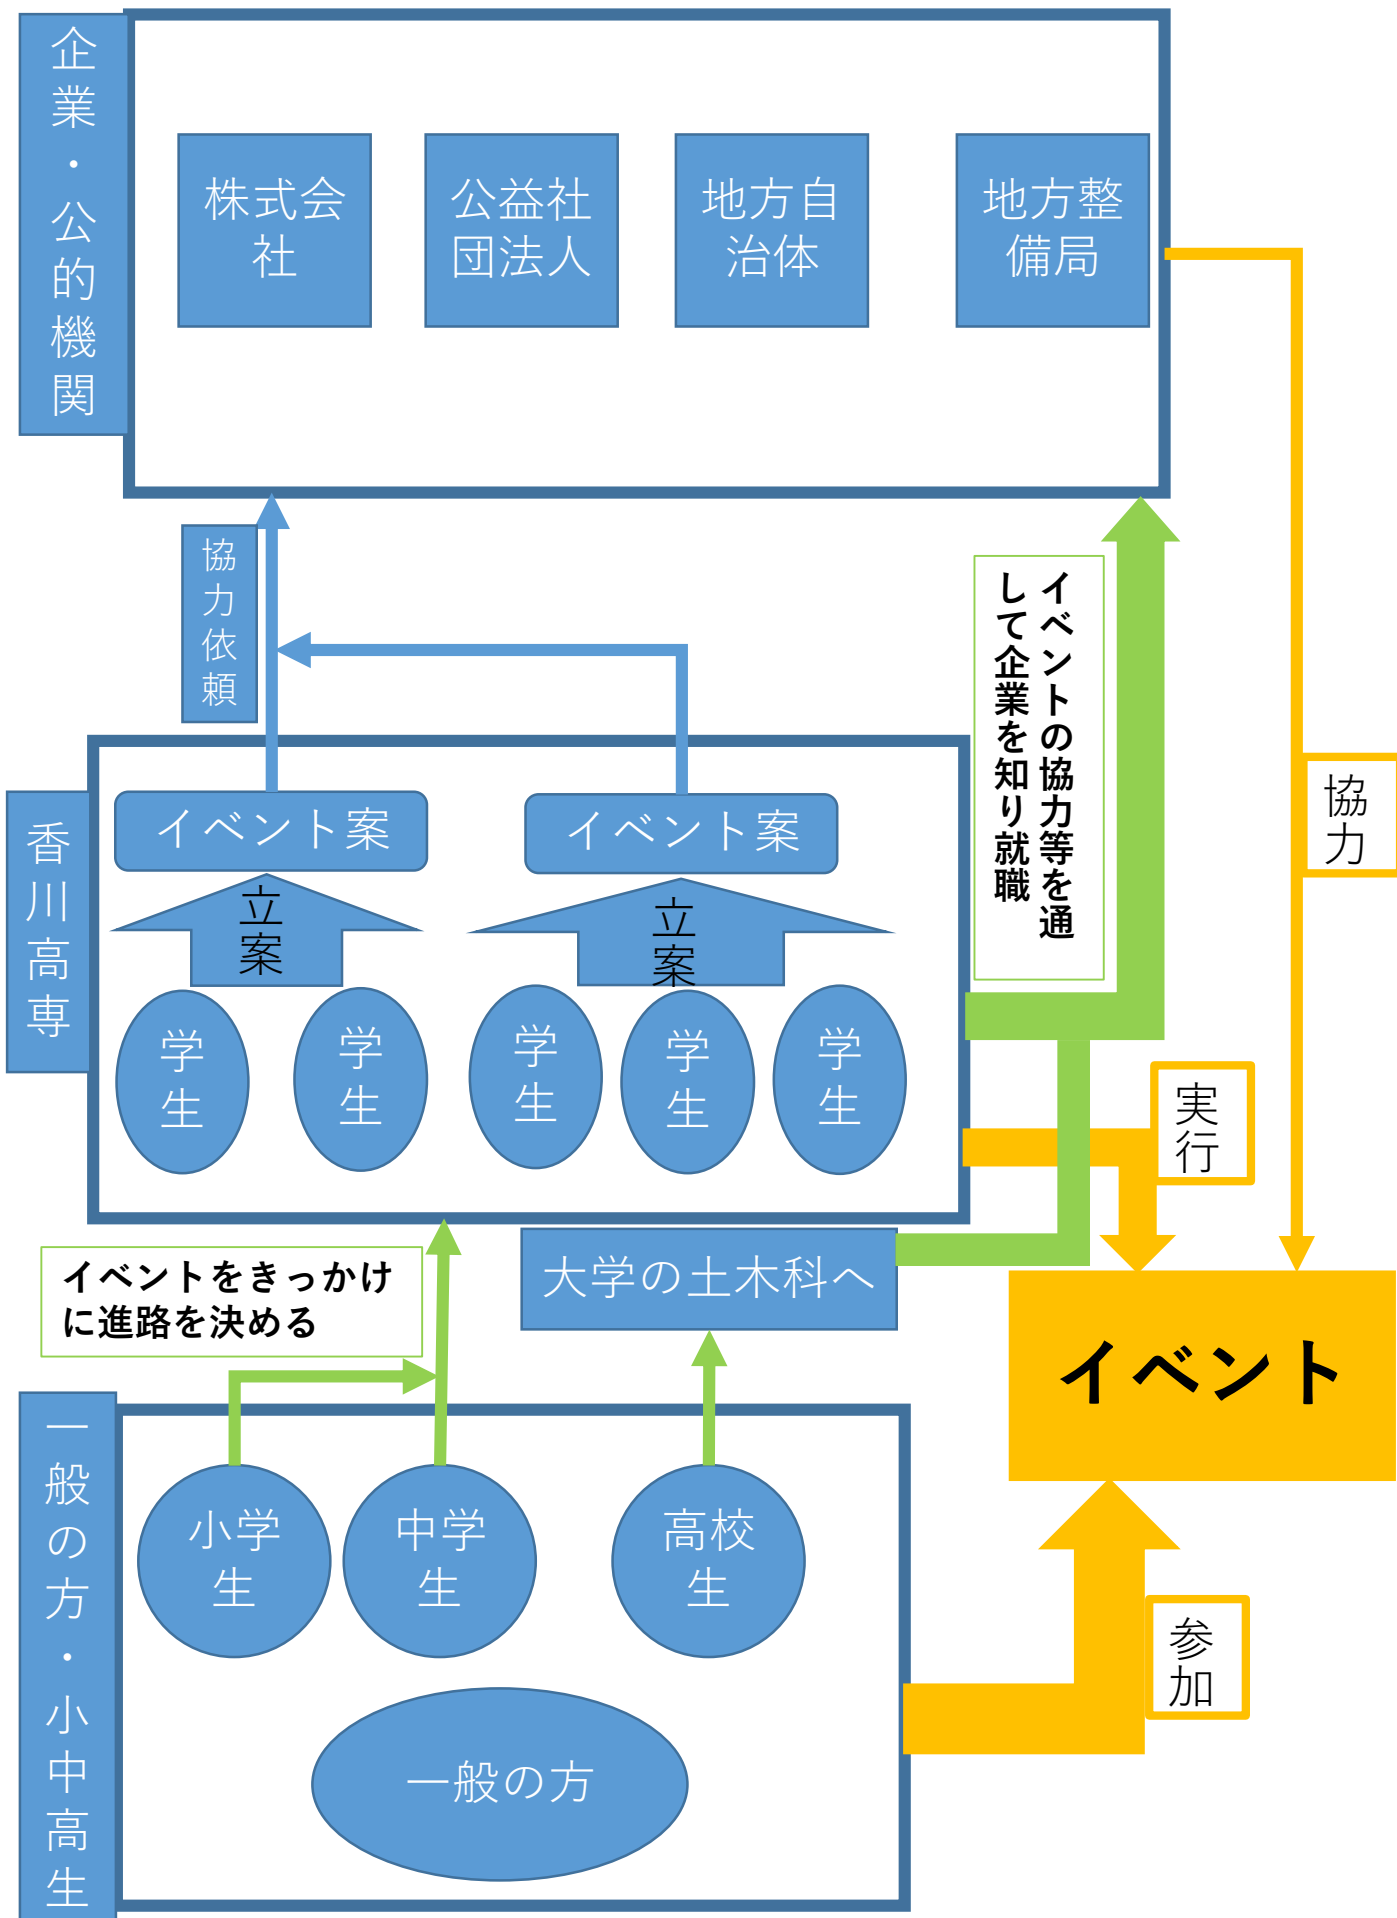 企業・公的機関
株式会
社
公益社
団法人
地方自
治体
地方整
備局
協力依頼
イベントの協力等を通
して企業を知り就職
協力
香川高専
イベント案
イベント案
立案
立案
学生
学生
学生
学生
学生
実行
イベントをきっかけ
に進路を決める
大学の土木科へ
イベント
一般の方・小中高生
小学
生
中学
生
高校
生
一般の方
参加